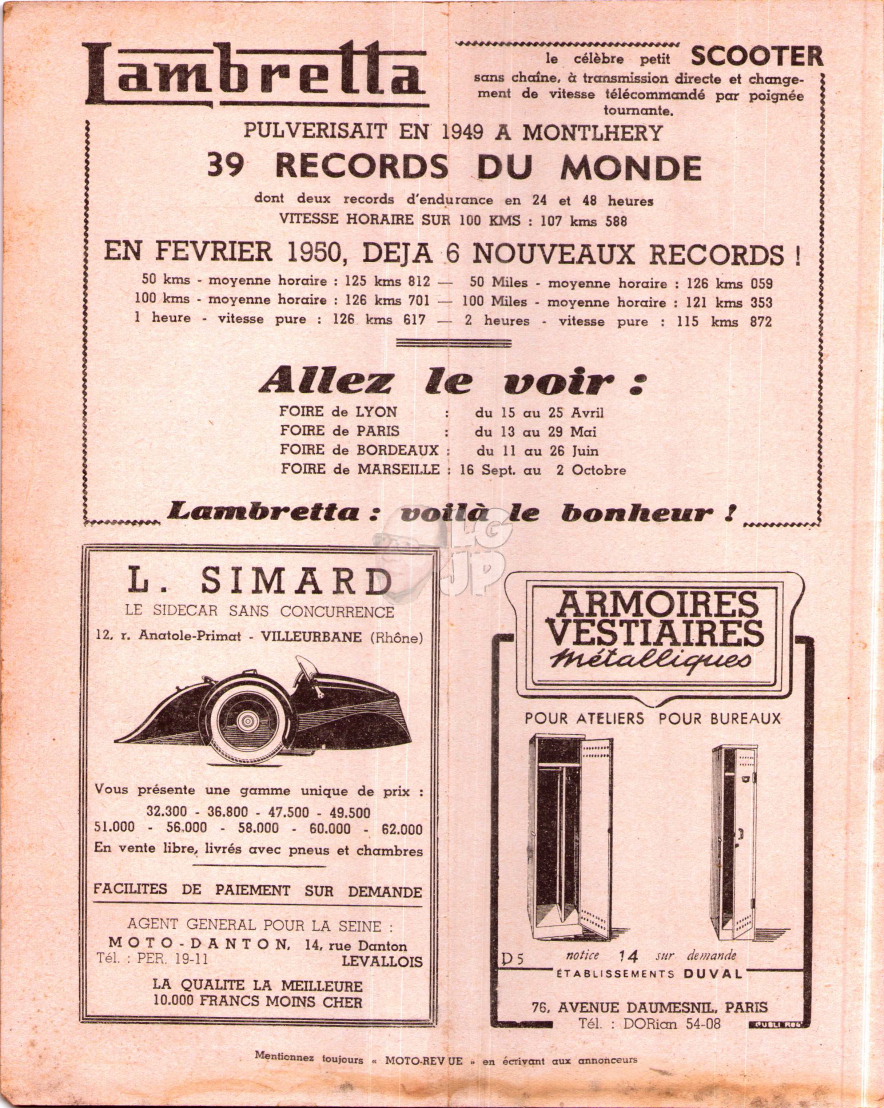 Lambretta
le célèbre petit SCOOTER
sans chaîne, à transmission directe et change-
ment de vitesse télécommandé par poignée
tournante.
PULVERISAIT EN 1949 A MONTLHERY
39 RECORDS DU MONDE
dont deux records d'endurance en 24 et 48 heures
VITESSE HORAIRE SUR 100 KMS : 107 kms 588
EN FEVRIER 1950, DEJA 6 NOUVEAUX RECORDS !
50 kms - moyenne horaire : 125 kms 812 — 50 Miles - moyenne horaire : 126 kms 059
100 kms - moyenne horaire : 126 kms 701 — 100 Miles - moyenne horaire : 121 kms 353
1 heure - vitesse pure : 126 kms 617 — 2 heures - vitesse pure : 115 kms 872
Allez le voir :
FOIRE de LYON : du 15 au 25 Avril
FOIRE de PARIS : du 13 au 29 Mai
FOIRE de BORDEAUX : du 11 au 26 Juin
FOIRE de MARSEILLE : 16 Sept. au 2 Octobre
Lambretta : voilà le bonheur !
LG
JP
L. SIMARD
LE SIDECAR SANS CONCURRENCE
12, r. Anatole-Primat - VILLEURBANE (Rhône)
Vous présente une gamme unique de prix :
32.300 - 36.800 - 47.500 - 49.500
51.000 - 56.000 - 58.000 - 60.000 - 62.000
En vente libre, livrés avec pneus et chambres
FACILITES DE PAIEMENT SUR DEMANDE
AGENT GENERAL POUR LA SEINE :
MOTO-DANTON, 14, rue Danton
Tél. : PER. 19-11 LEVALLOIS
LA QUALITE LA MEILLEURE
10.000 FRANCS MOINS CHER
ARMOIRES
VESTIAIRES
métalliques
POUR ATELIERS POUR BUREAUX
D5 notice 14 sur demande
ÉTABLISSEMENTS DUVAL
76, AVENUE DAUMESNIL, PARIS
Tél. : DORian 54-08
Mentionnez toujours « MOTO-REVUE » en écrivant aux annonceurs